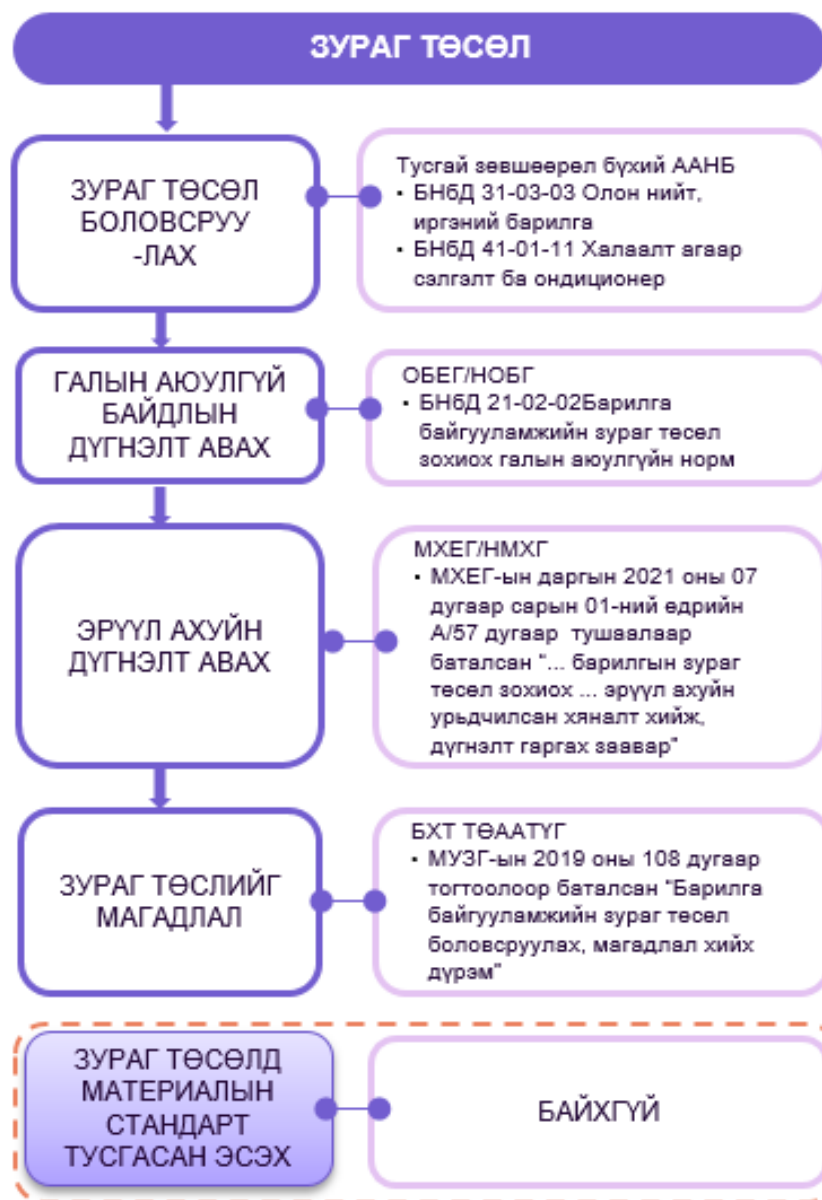 ЗУРАГ ТӨСӨЛ
ЗУРАГ ТӨСӨЛ
БОЛОВСРУУ
-ЛАХ
Тусгай зөвшөөрөл бүхий ААНБ
• БНбД 31-03-03 Олон нийт,
иргэний барилга
• БНбД 41-01-11 Халаалт агаар
сэлгэлт ба ондиционер
ГАЛЫН АЮУЛГҮЙ
БАЙДЛЫН
ДҮГНЭЛТ АВАХ
ОБЕГ/НОБГ
• БНбД 21-02-02Барилга
байгууламжийн зураг төсөл
зохиох галын аюулгүйн норм
ЭРҮҮЛ АХУЙН
ДҮГНЭЛТ АВАХ
МХЕГ/НМХГ
• МХЕГ-ын даргын 2021 оны 07
дугаар сарын 01-ний өдрийн
А/57 дугаар тушаалаар
баталсан "... барилгын зураг
төсөл зохиох ... эрүүл ахуйн
урьдчилсан хяналт хийж,
дүгнэлт гаргах заавар"
ЗУРАГ ТӨСЛИЙГ
МАГАДЛАЛ
БХТ ТӨААТҮГ
• МУЗГ-ын 2019 оны 108 дугаар
тогтоолоор баталсан "Барилга
байгууламжийн зураг төсөл
боловсруулах, магадлал хийх
дүрэм"
ЗУРАГ ТӨСӨЛД
МАТЕРИАЛЫН
СТАНДАРТ
ТУСГАСАН ЭСЭХ
БАЙХГҮЙ